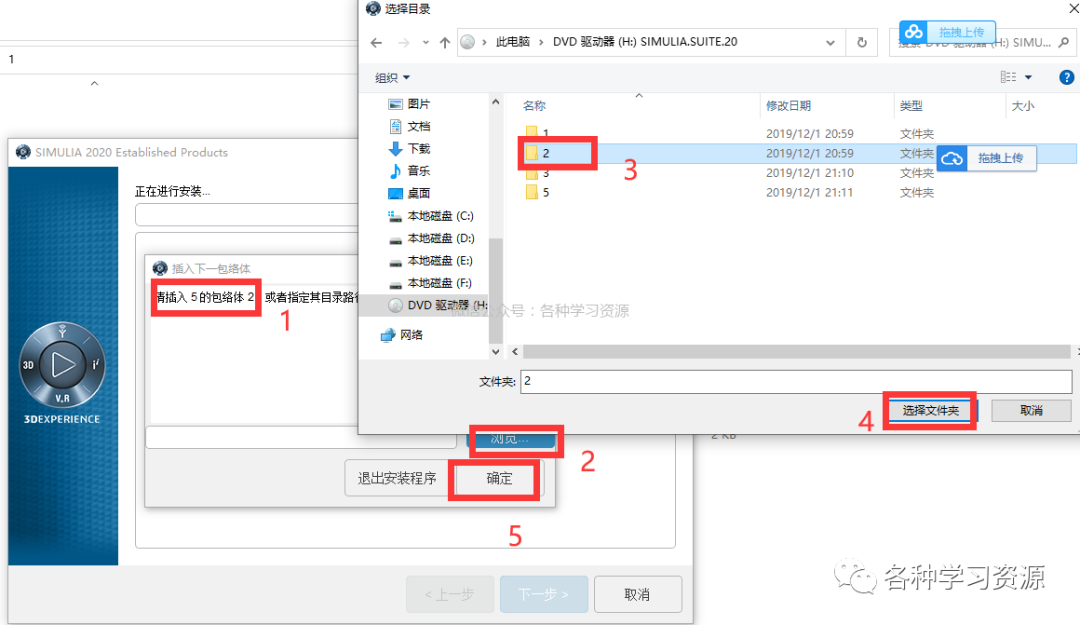 选择目录
此电脑 > DVD 驱动器 (H:) SIMULIA.SUITE.20
拖拽上传
1
组织
图片
文档
下载
音乐
桌面
本地磁盘 (C:)
本地磁盘 (D:)
本地磁盘 (E:)
本地磁盘 (F:)
DVD 驱动器 (H:
网络
名称 修改日期 类型 大小
1 2019/12/1 20:59 文件夹
2 2019/12/1 20:59 文件夹
3 2019/12/1 21:10 文件夹
5 2019/12/1 21:11 文件夹
拖拽上传
3
公众号:各种学习资源
文件夹: 2
4
选择文件夹
取消
SIMULIA 2020 Established Products
正在进行安装...
插入下一包络体
请插入 5 的包络体 2，或者指定其目录路径
1
浏览...
2
2 KB
退出安装程序
确定
5
3D
i
V.R
3DEXPERIENCE
< 上一步
下一步 >
取消
各种学习资源